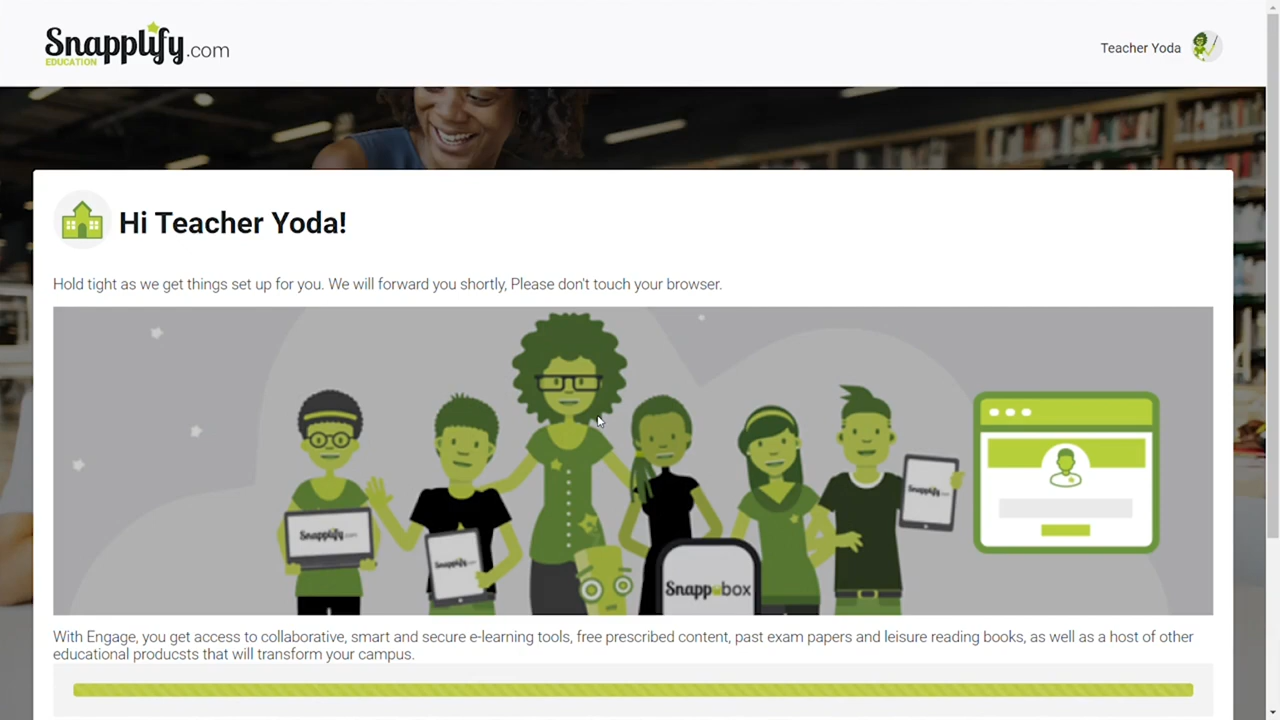 Snapplify.com
EDUCATION
Teacher Yoda
Hi Teacher Yoda!
Hold tight as we get things set up for you. We will forward you shortly, Please don't touch your browser.
Snapplify.com
Snapplify.com
Snapplify.com
Snappbox
With Engage, you get access to collaborative, smart and secure e-learning tools, free prescribed content, past exam papers and leisure reading books, as well as a host of other
educational producsts that will transform your campus.